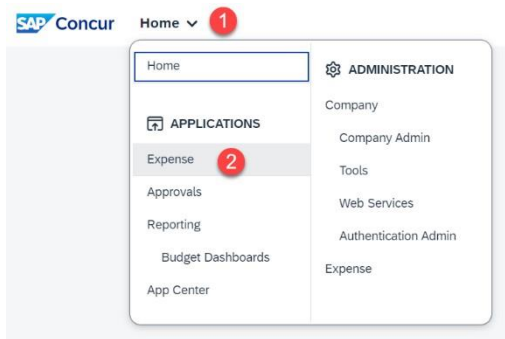 SAP Concur Home 1
Home
APPLICATIONS
Expense 2
Approvals
Reporting
Budget Dashboards
App Center
ADMINISTRATION
Company
Company Admin
Tools
Web Services
Authentication Admin
Expense